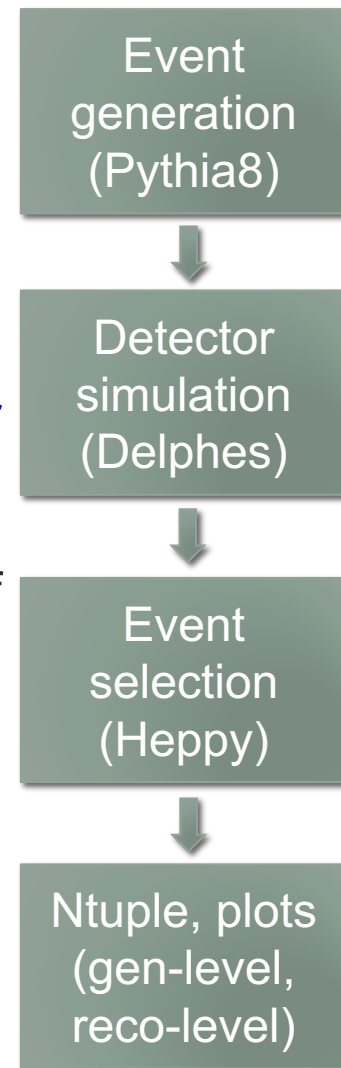 Event
generation
(Pythia8)
Detector
simulation
(Delphes)
Event
selection
(Heppy)
Ntuple, plots
(gen-level,
reco-level)